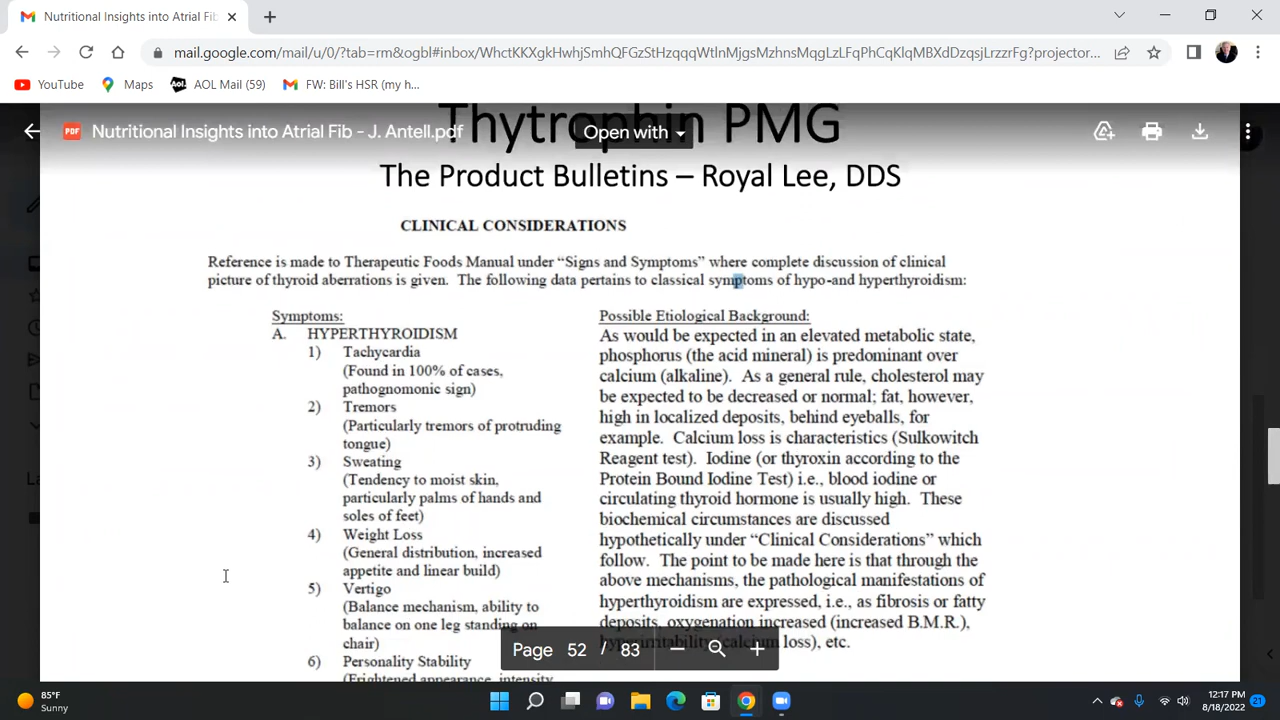 Nutritional Insights into Atrial Fib
mail.google.com/mail/u/0/?tab=rm&ogbl#inbox/WhctKKXgkHwhjSmhQFGzStHzqqqWtlnMjgsMzhnsMqgLzLFqPhCqKlqMBXdDzqsjLrzzrFg?projector...
YouTube Maps Aol. AOL Mail (59) FW: Bill's HSR (my h...
Thytrophin PMG
PDF Nutritional Insights into Atrial Fib - J. Antell.pdf Open with
The Product Bulletins – Royal Lee, DDS
CLINICAL CONSIDERATIONS
Reference is made to Therapeutic Foods Manual under “Signs and Symptoms” where complete discussion of clinical
picture of thyroid aberrations is given. The following data pertains to classical symptoms of hypo-and hyperthyroidism:
Symptoms:
A. HYPERTHYROIDISM
1) Tachycardia
(Found in 100% of cases,
pathognomonic sign)
2) Tremors
(Particularly tremors of protruding
tongue)
3) Sweating
(Tendency to moist skin,
particularly palms of hands and
soles of feet)
4) Weight Loss
(General distribution, increased
appetite and linear build)
5) Vertigo
(Balance mechanism, ability to
balance on one leg standing on
chair)
6) Personality Stability
(Frightened appearance, intensity
Possible Etiological Background:
As would be expected in an elevated metabolic state,
phosphorus (the acid mineral) is predominant over
calcium (alkaline). As a general rule, cholesterol may
be expected to be decreased or normal; fat, however,
high in localized deposits, behind eyeballs, for
example. Calcium loss is characteristics (Sulkowitch
Reagent test). Iodine (or thyroxin according to the
Protein Bound Iodine Test) i.e., blood iodine or
circulating thyroid hormone is usually high. These
biochemical circumstances are discussed
hypothetically under “Clinical Considerations” which
follow. The point to be made here is that through the
above mechanisms, the pathological manifestations of
hyperthyroidism are expressed, i.e., as fibrosis or fatty
deposits, oxygenation increased (increased B.M.R.),
hyperirritability (calcium loss), etc.
Page 52 / 83
85°F
Sunny
12:17 PM
8/18/2022
21